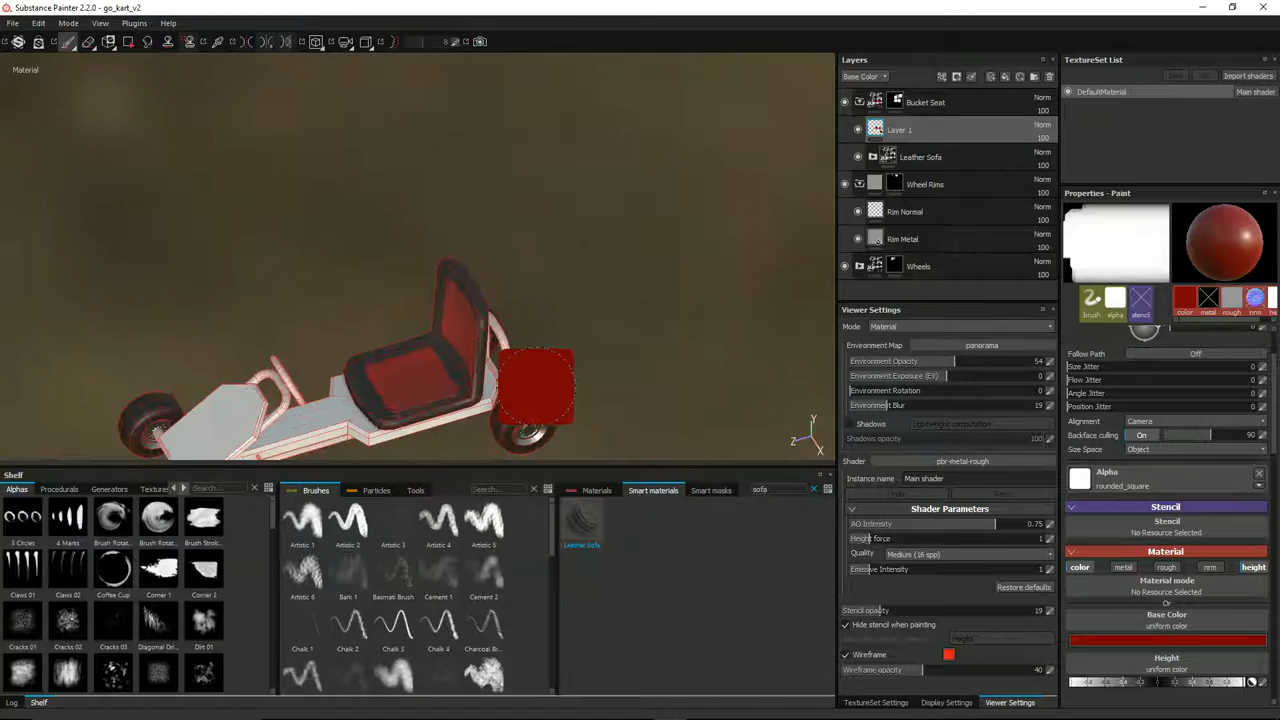 Substance Painter 2.2.0 - go_kart_v2
File Edit Mode View Plugins Help
8
Material
Y
Z X
Layers
Base Color
Bucket Seat Norm 100
Layer 1 Norm 100
Leather Sofa Norm 100
Wheel Rims Norm 100
Rim Normal Norm 100
Rim Metal Norm 100
Wheels Norm 100
Viewer Settings
Mode Material
Environment Map panorama
Environment Opacity 54
Environment Exposure (EV) 0
Environment Rotation 0
Environment Blur 19
Shadows Lightweight computation
Shadows opacity 100
Shader pbr-metal-rough
Instance name Main shader
Shader Parameters
AO Intensity 0.75
Height force 1
Quality Medium (16 spp)
Emissive Intensity 1
Restore defaults
Stencil opacity 19
Hide stencil when painting
Height
Wireframe
Wireframe opacity 40
TextureSet Settings Display Settings Viewer Settings
TextureSet List
Import shaders
DefaultMaterial Main shader
Properties - Paint
brush alpha stencil color metal rough nrm he
Follow Path Off
Size Jitter 0
Flow Jitter 0
Angle Jitter 0
Position Jitter 0
Alignment Camera
Backface culling On 90
Size Space Object
Alpha
rounded_square
Stencil
Stencil
No Resource Selected
Material
color metal rough nrm height
Material mode
No Resource Selected
Or
Base Color
uniform color
Height
uniform color
Shelf
Alphas Procedurals Generators Texture Search...
Brushes Particles Tools Search...
Materials Smart materials Smart masks sofa
3 Circles 4 Marks Brush Rotat... Brush Rotat... Brush Strok...
Claws 01 Claws 02 Coffee Cup Corner 1 Corner 2
Cracks 01 Cracks 02 Cracks 03 Diagonal Dri... Dirt 01
Artistic 1 Artistic 2 Artistic 3 Artistic 4 Artistic 5
Artistic 6 Bark 1 Basmati Brush Cement 1 Cement 2
Chalk 1 Chalk 2 Chalk 3 Chalk 4 Charcoal Br...
Leather Sofa
Log Shelf